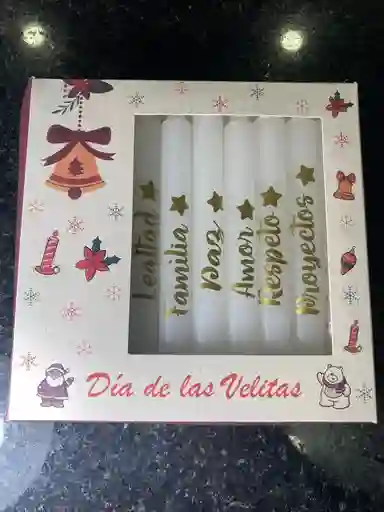 Lealtad
Familia
Paz
Amor
Respeto
Proyectos
Día de las Velitas